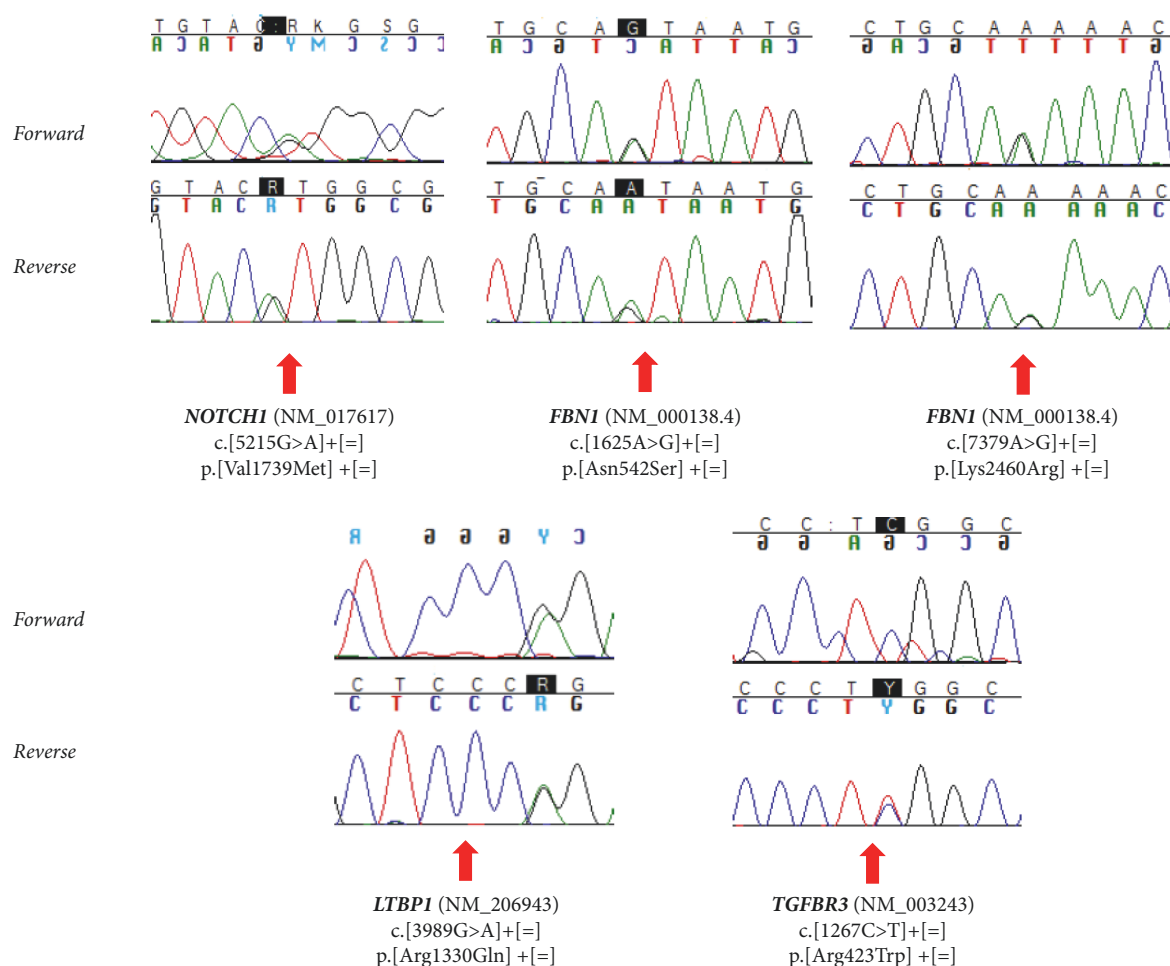 T G T A C : R K G S G
A C A T G Y M C S G C
T G C A G T A A T G
A C G T C A T T A C
C T G C A A A A A C
G A C G T T T T T G
Forward
G T A C R T G G C G
G T A C R T G G C G
T G C A A T A A T G
T G C A A T A A T G
C T G C A A A A A C
C T G C A A A A A C
Reverse
NOTCH1 (NM_017617)
c.[5215G>A]+[=]
p.[Val1739Met] +[=]
FBN1 (NM_000138.4)
c.[1625A>G]+[=]
p.[Asn542Ser] +[=]
FBN1 (NM_000138.4)
c.[7379A>G]+[=]
p.[Lys2460Arg] +[=]
R G G G Y C
C C : T C G G C
G G A G C C G
Forward
C T C C C R G
C T C C C R G
C C C T Y G G C
C C C T Y G G C
Reverse
LTBP1 (NM_206943)
c.[3989G>A]+[=]
p.[Arg1330Gln] +[=]
TGFBR3 (NM_003243)
c.[1267C>T]+[=]
p.[Arg423Trp] +[=]